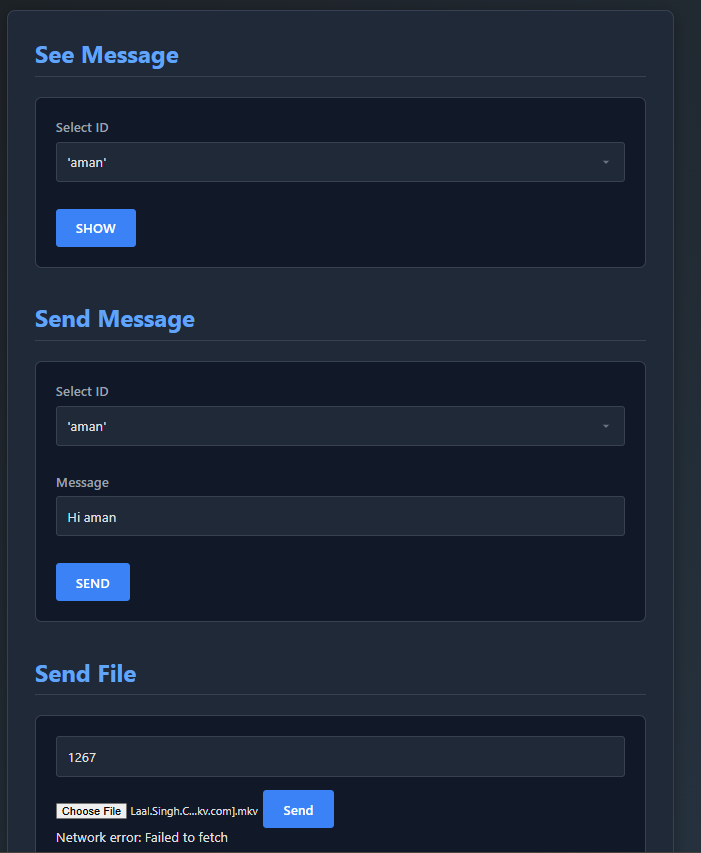 See Message
Select ID
'aman'
SHOW
Send Message
Select ID
'aman'
Message
Hi aman
SEND
Send File
1267
Choose File Laal.Singh.C...kv.com].mkv Send
Network error: Failed to fetch